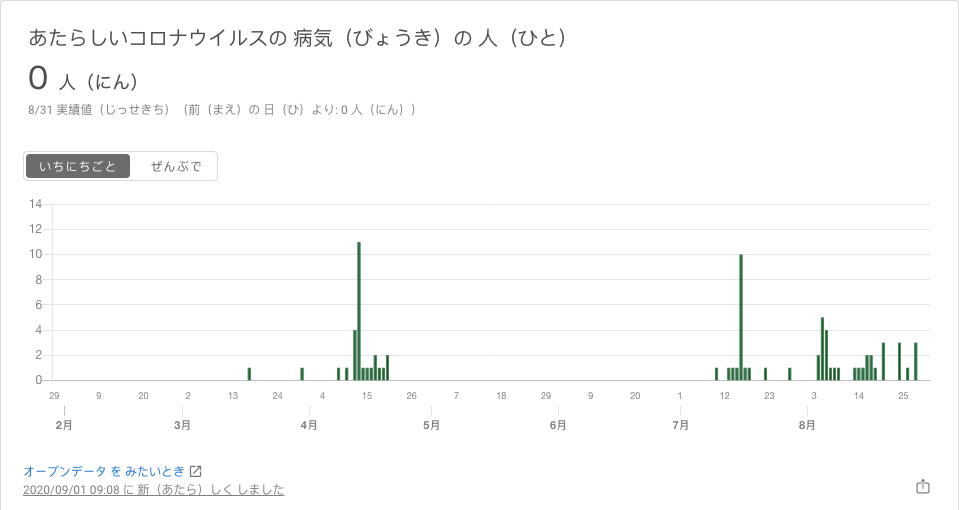 あたらしいコロナウイルスの 病気（びょうき）の 人（ひと）
0 人（にん）
8/31 実績値（じっせきち）（前（まえ）の 日（ひ）より: 0 人（にん））
いちにちごと ぜんぶで
14
12
10
8
6
4
2
0
29 9 20 2 13 24 4 15 26 7 18 29 9 20 1 12 23 3 14 25
2月 3月 4月 5月 6月 7月 8月
オープンデータ を みたいとき
2020/09/01 09:08 に 新（あたら）しく しました